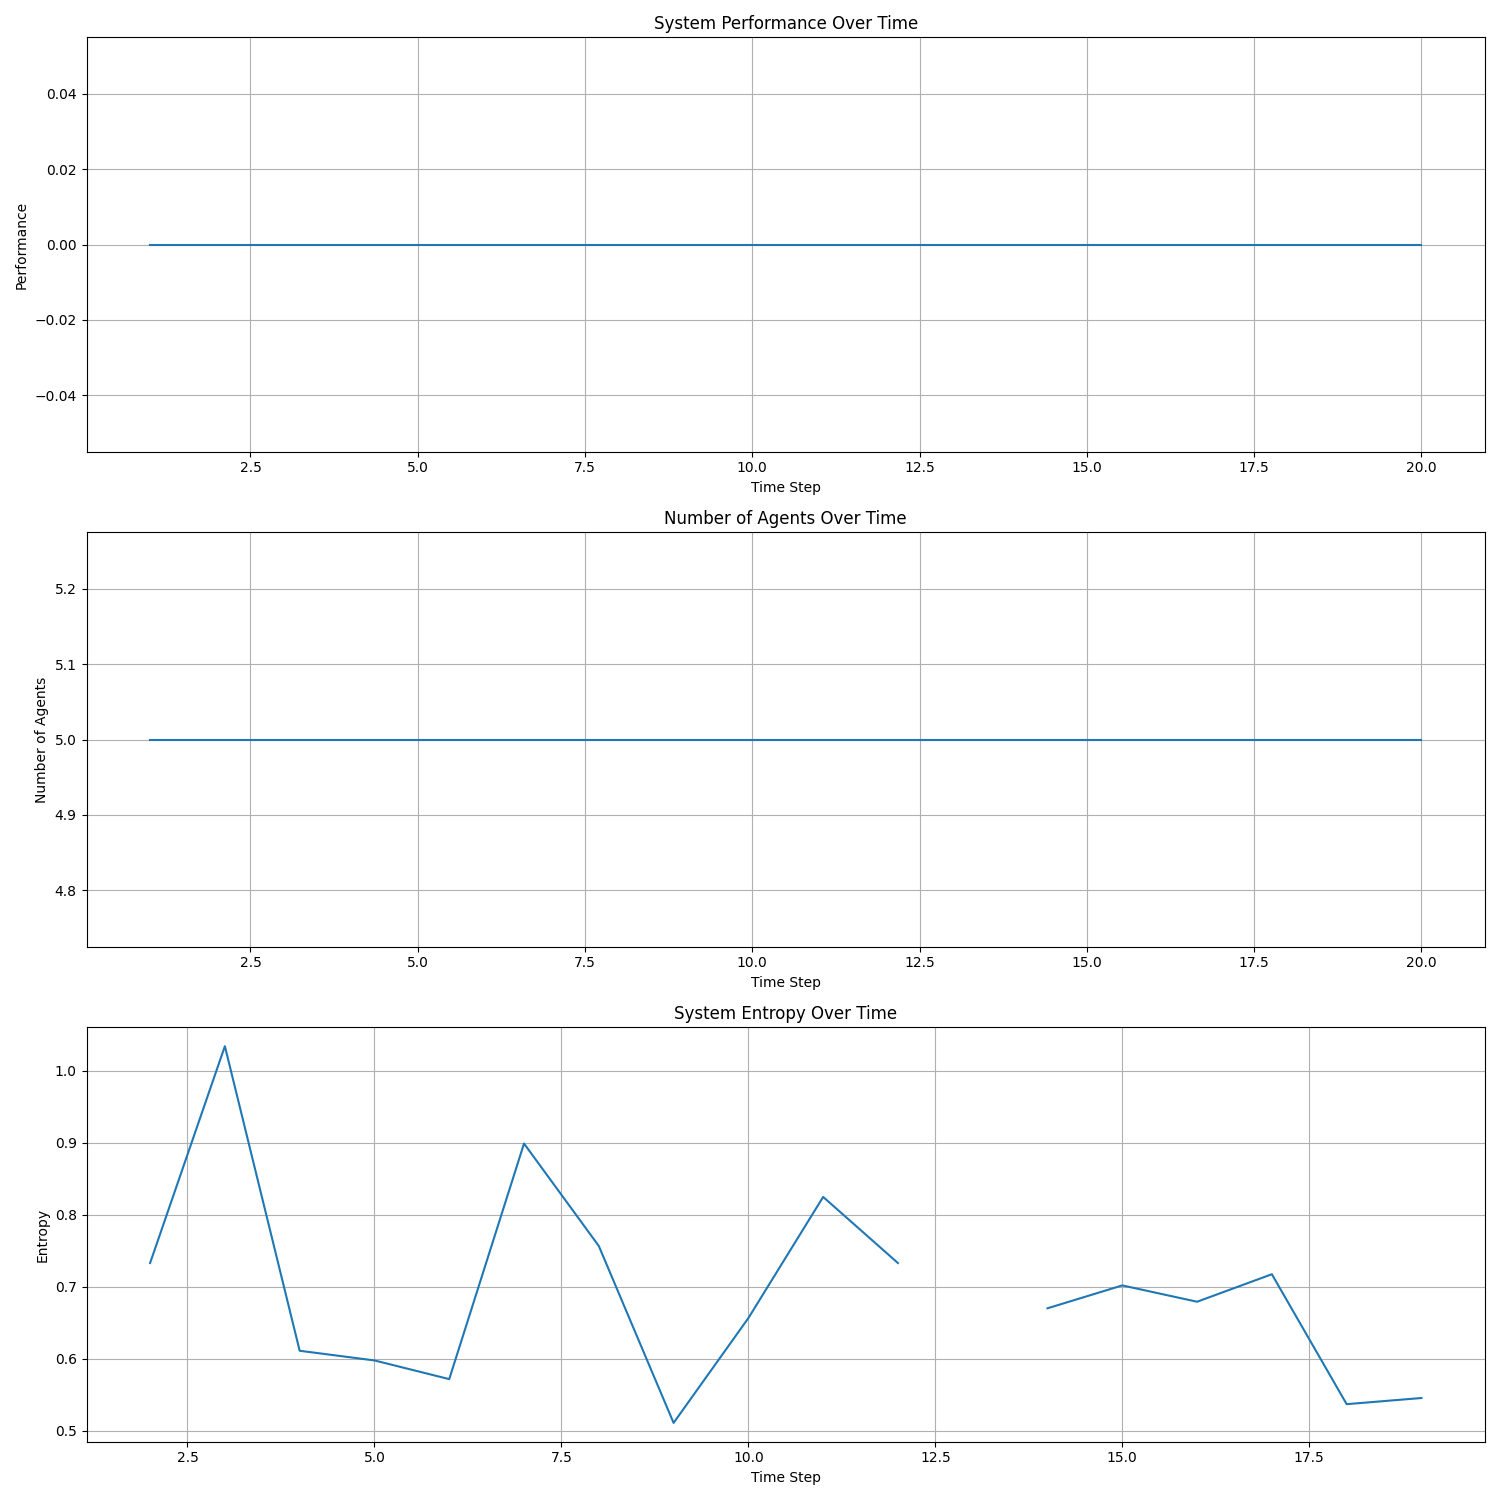 System Performance Over Time
0.04
0.02
0.00
−0.02
−0.04
Performance
2.5 5.0 7.5 10.0 12.5 15.0 17.5 20.0
Time Step
Number of Agents Over Time
5.2
5.1
5.0
4.9
4.8
Number of Agents
2.5 5.0 7.5 10.0 12.5 15.0 17.5 20.0
Time Step
System Entropy Over Time
1.0
0.9
0.8
0.7
0.6
0.5
Entropy
2.5 5.0 7.5 10.0 12.5 15.0 17.5
Time Step